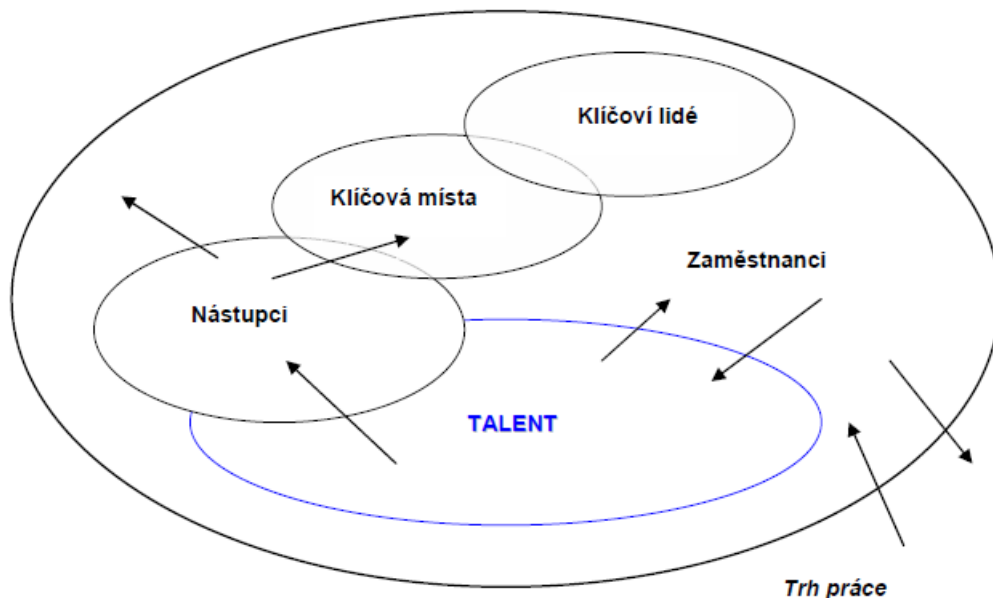 Klíčoví lidé
Klíčová místa
Zaměstnanci
Nástupci
TALENT
Trh práce